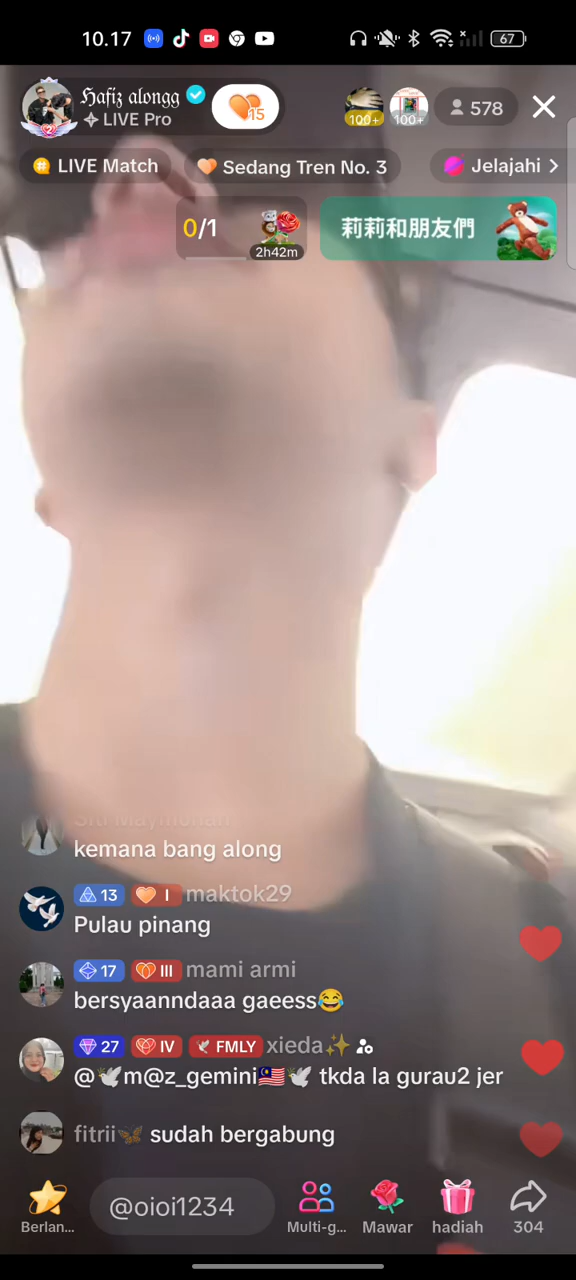 10.17
67
Hafiz alongg
LIVE Pro
15
100+
100+
578
LIVE Match
Sedang Tren No. 3
Jelajahi
0/1
2h42m
莉莉和朋友們
Siti Maymunah
kemana bang along
13 I maktok29
Pulau pinang
17 III mami armi
bersyaanndaaa gaeess😂
27 IV FMLY xieda✨
@🕊️m@z_gemini🇲🇾🕊️ tkda la gurau2 jer
fitrii🦋 sudah bergabung
Berlan...
@oioi1234
Multi-g...
Mawar
hadiah
304